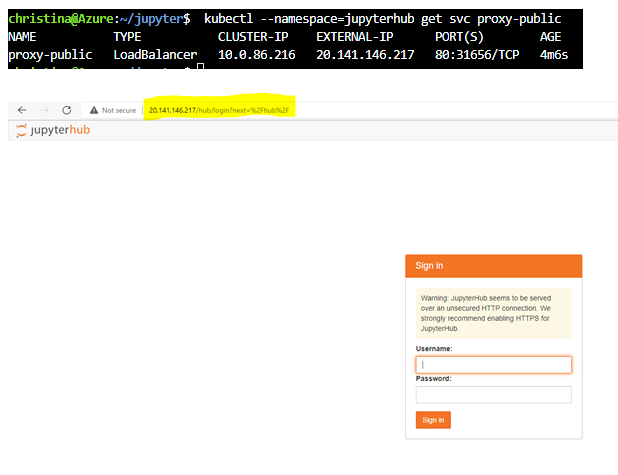 christina@Azure:~/jupyter$ kubectl --namespace=jupyterhub get svc proxy-public
NAME TYPE CLUSTER-IP EXTERNAL-IP PORT(S) AGE
proxy-public LoadBalancer 10.0.86.216 20.141.146.217 80:31656/TCP 4m6s
Not secure 20.141.146.217/hub/login?next=%2Fhub%2F
jupyterhub
Sign in
Warning: JupyterHub seems to be served
over an unsecured HTTP connection. We
strongly recommend enabling HTTPS for
JupyterHub.
Username:
Password:
Sign in